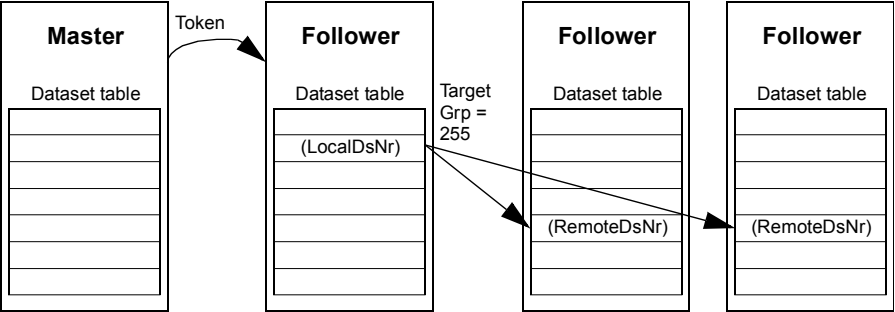 Master
Token
Follower
Follower
Follower
Dataset table
Dataset table
Target
Grp =
255
Dataset table
Dataset table
(LocalDsNr)
(RemoteDsNr)
(RemoteDsNr)